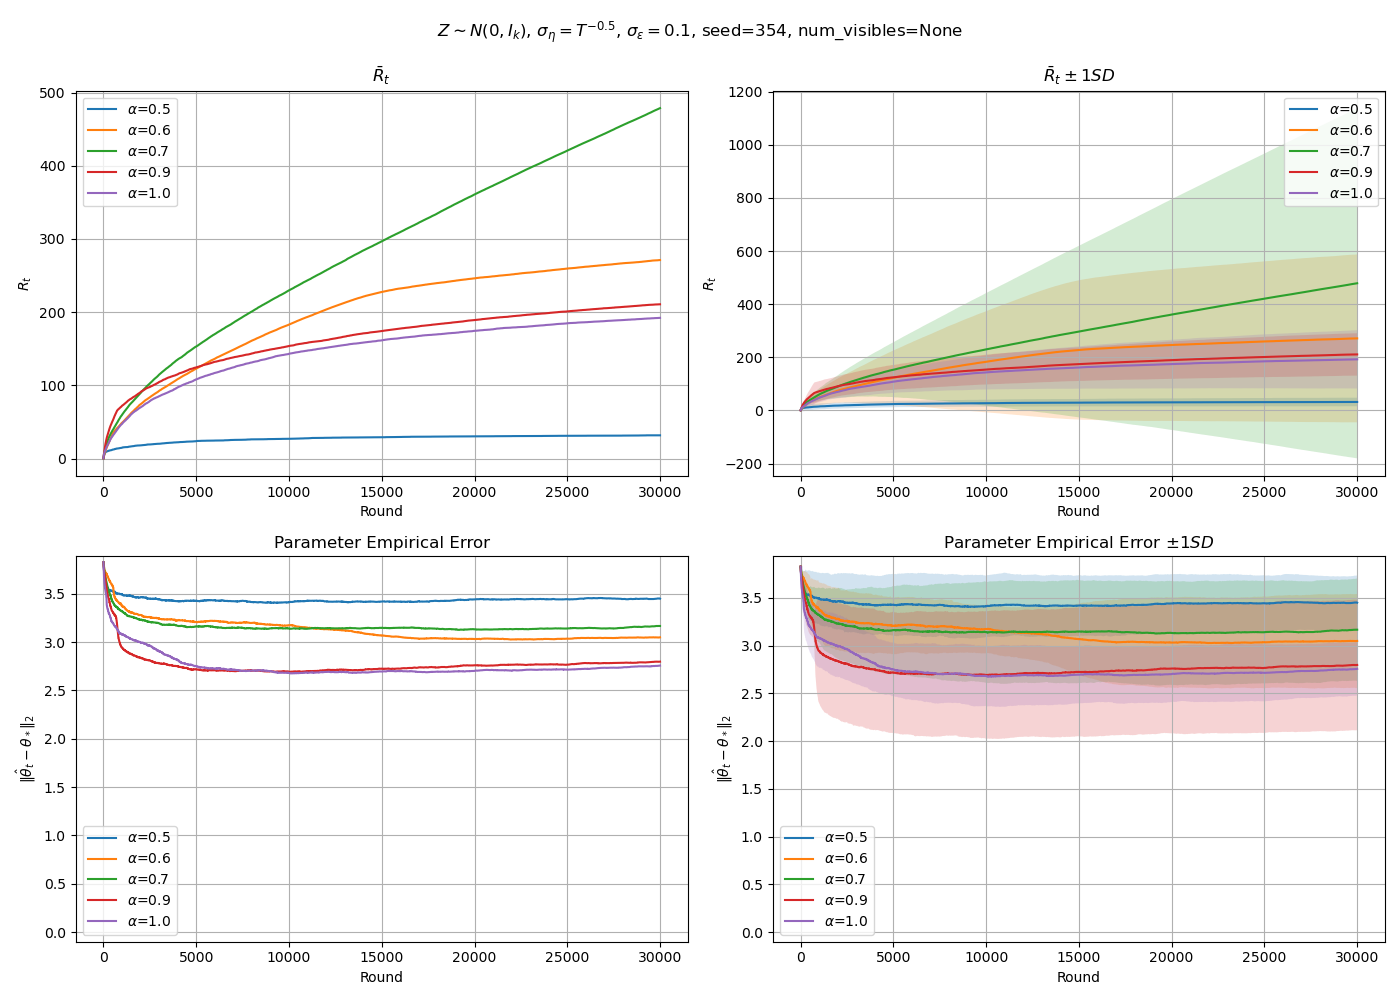 Z ~ N(0, I_k), σ_η = T^{−0.5}, σ_ε = 0.1, seed=354, num_visibles=None
R̄_t
R_t
500
400
300
200
100
0
α=0.5
α=0.6
α=0.7
α=0.9
α=1.0
0 5000 10000 15000 20000 25000 30000
Round
R̄_t ± 1SD
R_t
1200
1000
800
600
400
200
0
−200
α=0.5
α=0.6
α=0.7
α=0.9
α=1.0
0 5000 10000 15000 20000 25000 30000
Round
Parameter Empirical Error
‖θ̂_t − θ_*‖_2
3.5
3.0
2.5
2.0
1.5
1.0
0.5
0.0
α=0.5
α=0.6
α=0.7
α=0.9
α=1.0
0 5000 10000 15000 20000 25000 30000
Round
Parameter Empirical Error ±1SD
‖θ̂_t − θ_*‖_2
3.5
3.0
2.5
2.0
1.5
1.0
0.5
0.0
α=0.5
α=0.6
α=0.7
α=0.9
α=1.0
0 5000 10000 15000 20000 25000 30000
Round